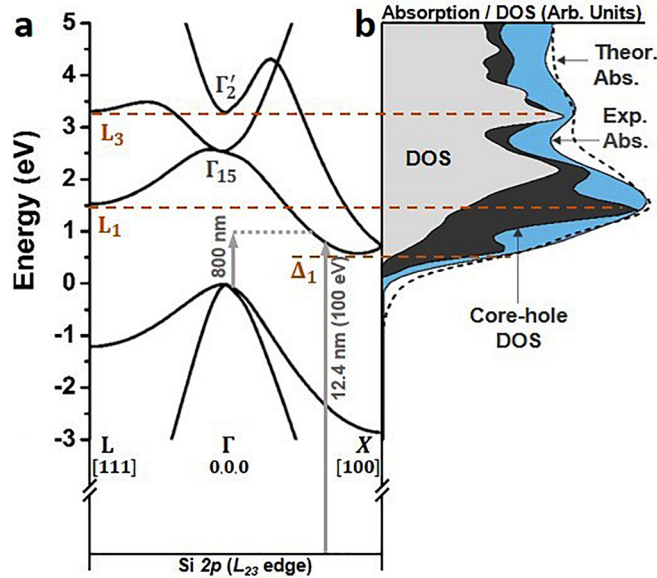 a
b
Absorption / DOS (Arb. Units)
Energy (eV)
5
4
3
2
1
0
-1
-2
-3
Γ′2
Γ15
L3
L1
Δ1
800 nm
12.4 nm (100 eV)
L
[111]
Γ
0.0.0
X
[100]
Si 2p (L23 edge)
Theor.
Abs.
Exp.
Abs.
DOS
Core-hole
DOS